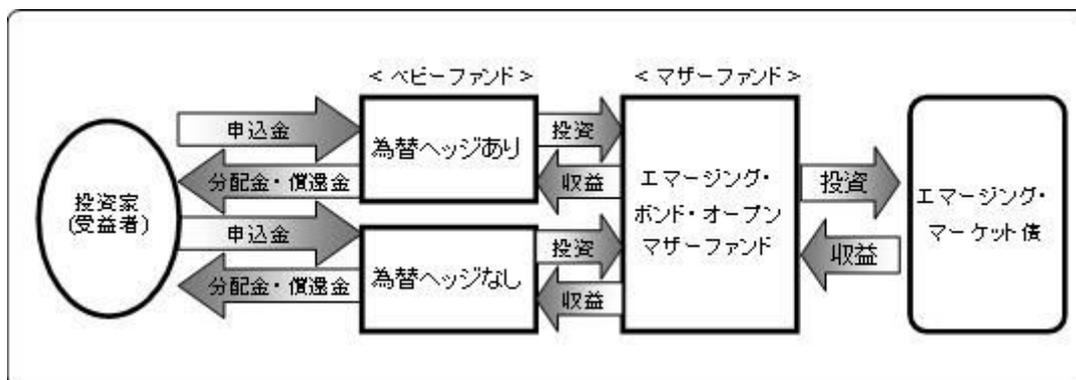 ＜ベビーファンド＞
＜マザーファンド＞
投資家
(受益者)
申込金
分配金・償還金
申込金
分配金・償還金
為替ヘッジあり
為替ヘッジなし
投資
収益
投資
収益
エマージング・
ボンド・オープン
マザーファンド
投資
収益
エマージング・
マーケット債